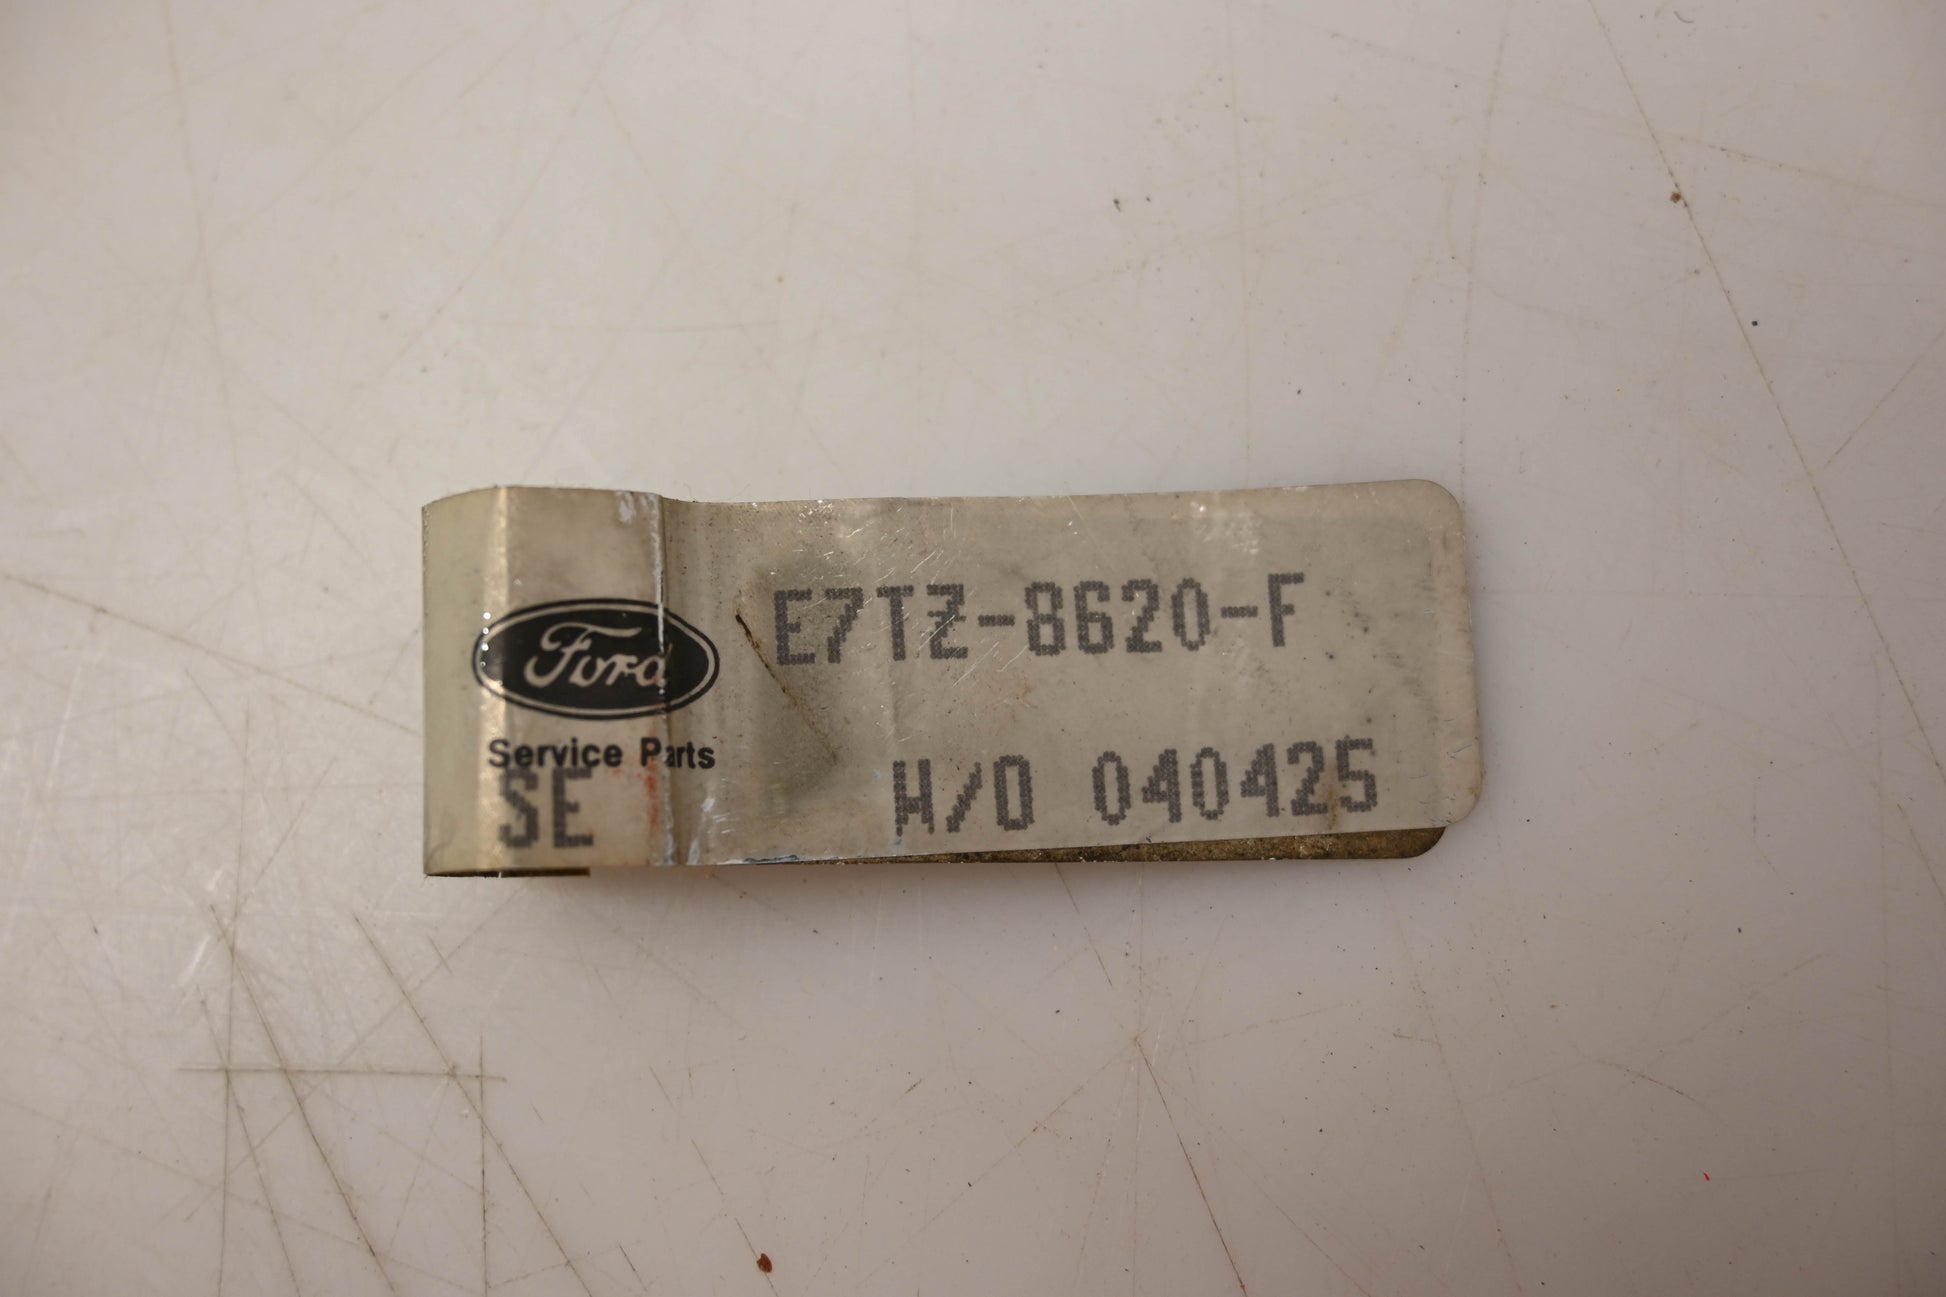 Ford
Service Parts
E7TZ-8620-F
SE H/O 040425